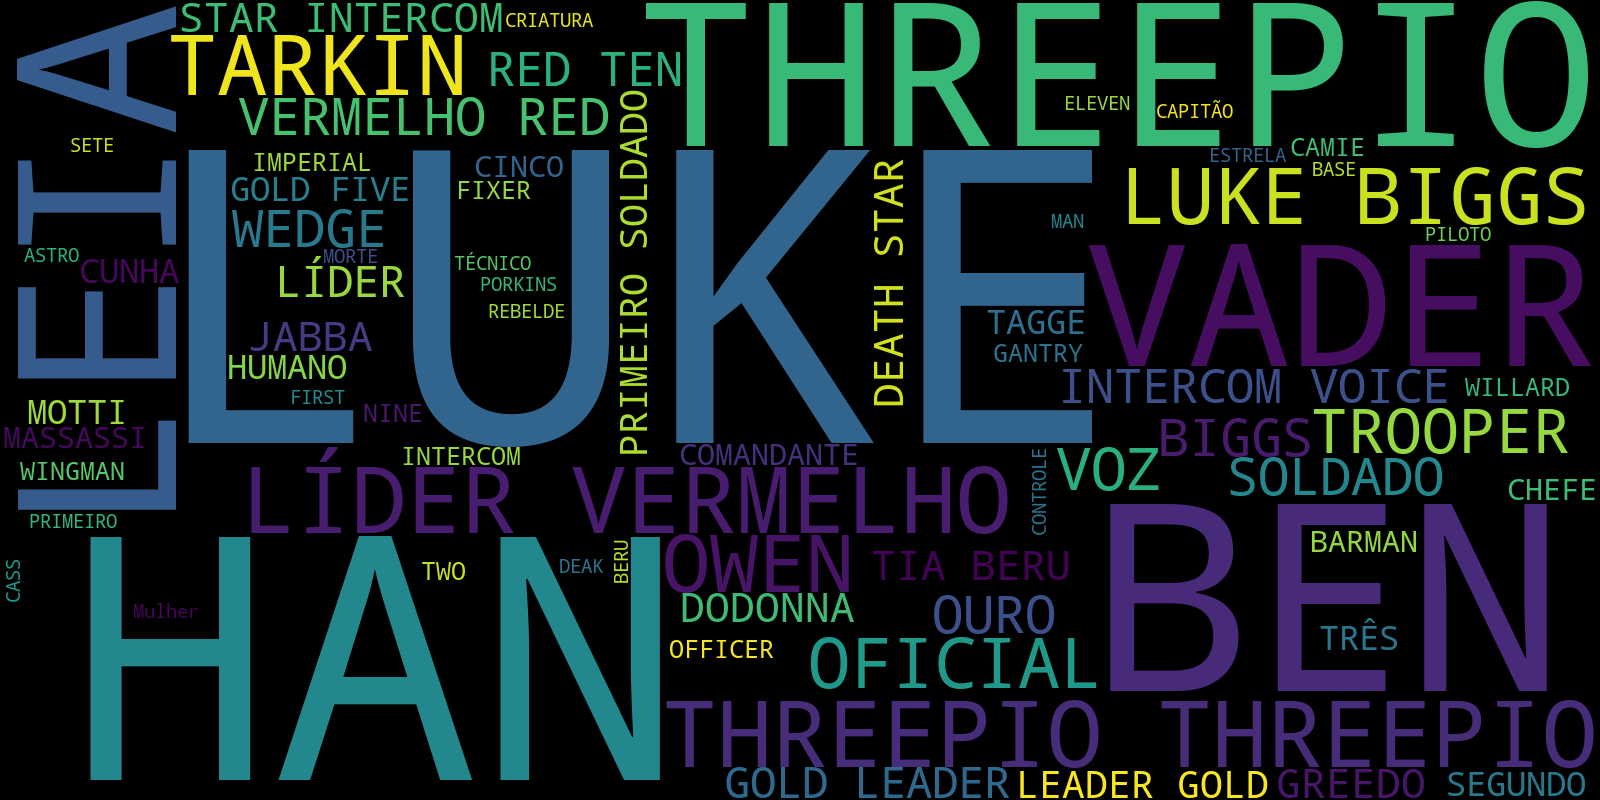 STAR INTERCOM
CRIATURA
THREEPIO
TARKIN
RED TEN
VERMELHO RED
ELEVEN
CAPITÃO
LEIA
SETE
LUKE
IMPERIAL
CINCO
GOLD FIVE
FIXER
WEDGE
PRIMEIRO SOLDADO
DEATH STAR
ESTRELA
CAMIE
BASE
LUKE BIGGS
MAN
PILOTO
VADER
ASTRO
CUNHA
MORTE
LÍDER
TÉCNICO
PORKINS
REBELDE
JABBA
HUMANO
FIRST
NINE
TAGGE
GANTRY
INTERCOM VOICE
WILLARD
MOTTI
MASSASSI
WINGMAN
PRIMEIRO
INTERCOM
COMANDANTE
BIGGS
TROOPER
VOZ
SOLDADO
CHEFE
LÍDER VERMELHO
CONTROLE
BEN
BARMAN
HAN
TWO
DEAK
BERU
OWEN
TIA BERU
CASS
Mulher
DODONNA
OURO
TRÊS
OFFICER
OFICIAL
THREEPIO THREEPIO
GOLD LEADER
LEADER GOLD
GREEDO
SEGUNDO